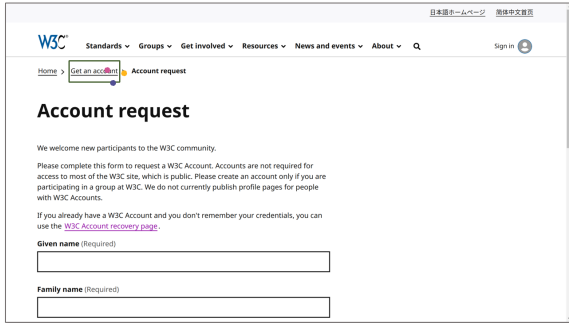 日本語ホームページ 简体中文首页
W3C® Standards Groups Get involved Resources News and events About Sign in
Home > Get an account > Account request
Account request
We welcome new participants to the W3C community.
Please complete this form to request a W3C Account. Accounts are not required for
access to most of the W3C site, which is public. Please create an account only if you are
participating in a group at W3C. We do not currently publish profile pages for people
with W3C Accounts.
If you already have a W3C Account and you don't remember your credentials, you can
use the W3C Account recovery page.
Given name (Required)
Family name (Required)